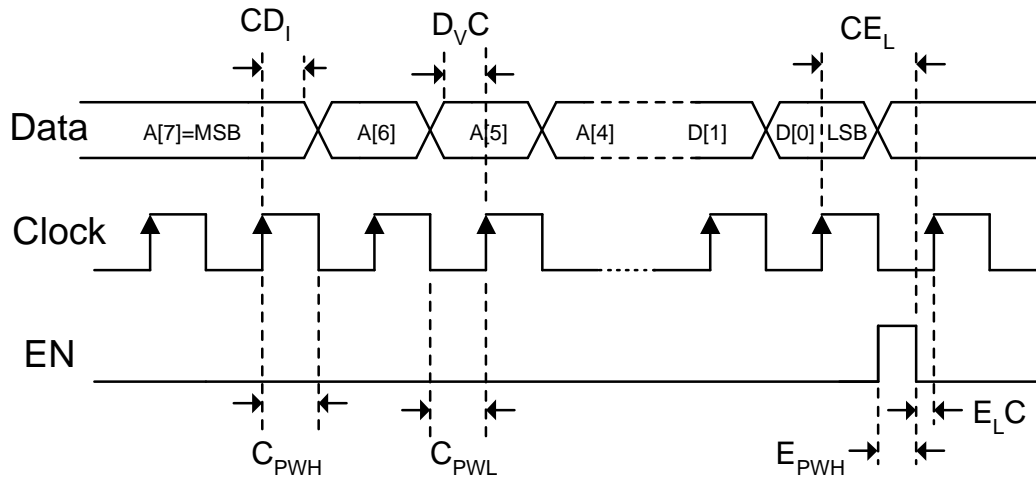 CD_I D_VC CE_L
Data A[7]=MSB A[6] A[5] A[4] D[1] D[0] LSB
Clock
EN
E_LC
C_PWH C_PWL E_PWH